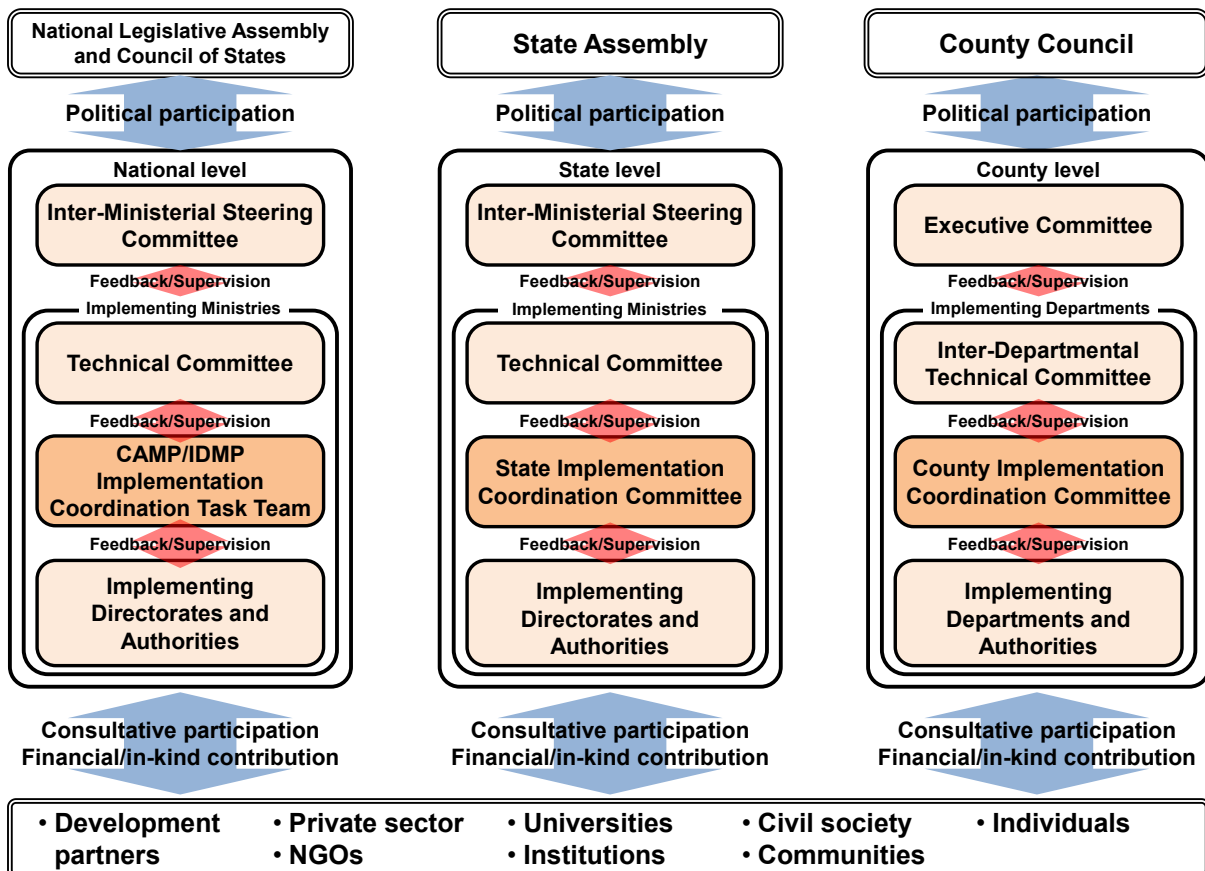 National Legislative Assembly
and Council of States
Political participation
National level
Inter-Ministerial Steering
Committee
Feedback/Supervision
Implementing Ministries
Technical Committee
Feedback/Supervision
CAMP/IDMP
Implementation
Coordination Task Team
Feedback/Supervision
Implementing
Directorates and
Authorities
Consultative participation
Financial/in-kind contribution
State Assembly
Political participation
State level
Inter-Ministerial Steering
Committee
Feedback/Supervision
Implementing Ministries
Technical Committee
Feedback/Supervision
State Implementation
Coordination Committee
Feedback/Supervision
Implementing
Directorates and
Authorities
Consultative participation
Financial/in-kind contribution
County Council
Political participation
County level
Executive Committee
Feedback/Supervision
Implementing Departments
Inter-Departmental
Technical Committee
Feedback/Supervision
County Implementation
Coordination Committee
Feedback/Supervision
Implementing
Departments and
Authorities
Consultative participation
Financial/in-kind contribution
• Development
partners
• Private sector
• NGOs
• Universities
• Institutions
• Civil society
• Communities
• Individuals